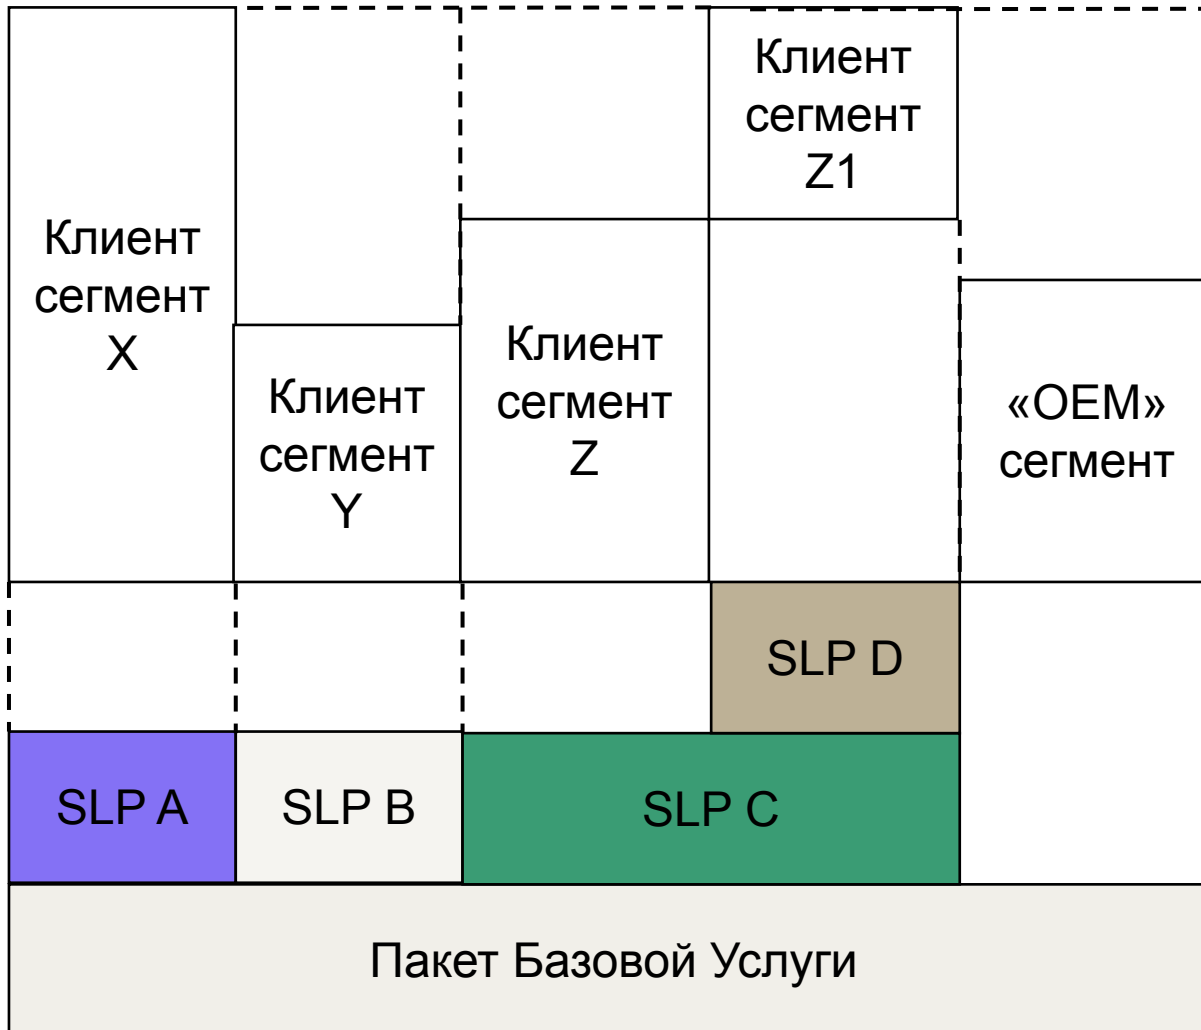 Клиент
сегмент
X
Клиент
сегмент
Y
Клиент
сегмент
Z
Клиент
сегмент
Z1
«OEM»
сегмент
SLP D
SLP A
SLP B
SLP C
Пакет Базовой Услуги